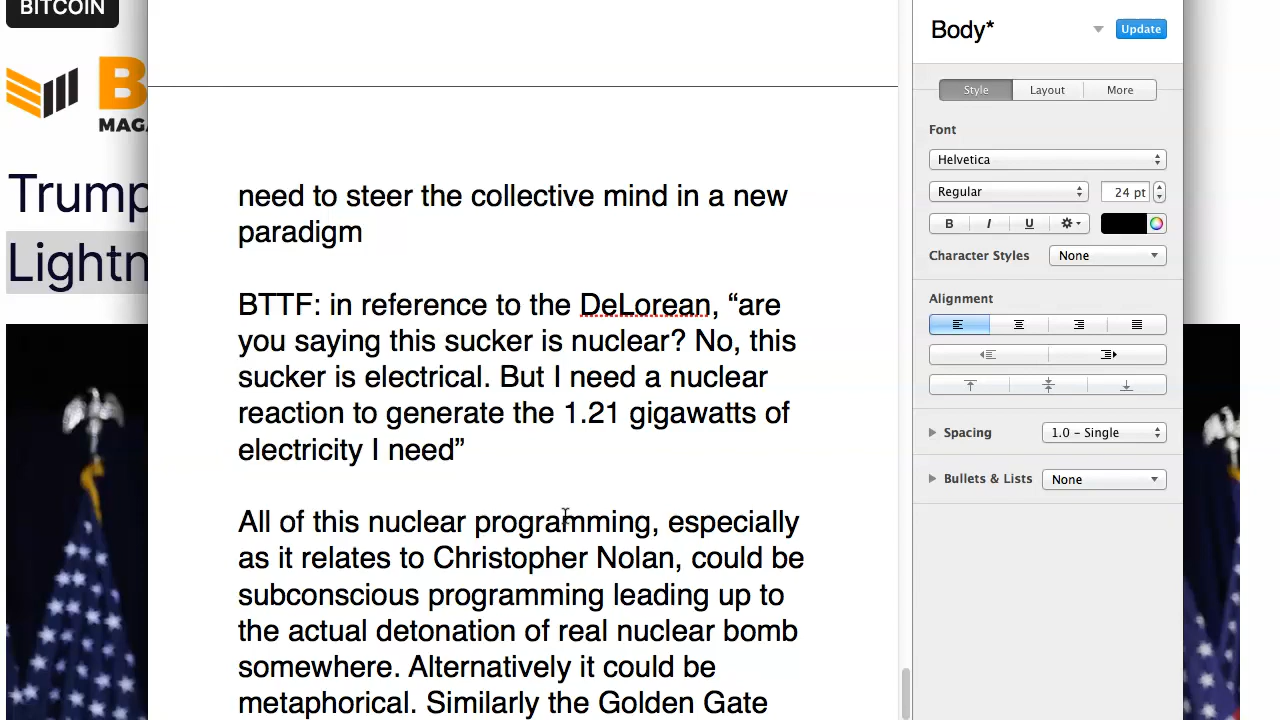 BITCOIN
B
MAGA
Trump
Lightn
need to steer the collective mind in a new
paradigm
BTTF: in reference to the DeLorean, “are
you saying this sucker is nuclear? No, this
sucker is electrical. But I need a nuclear
reaction to generate the 1.21 gigawatts of
electricity I need”
All of this nuclear programming, especially
as it relates to Christopher Nolan, could be
subconscious programming leading up to
the actual detonation of real nuclear bomb
somewhere. Alternatively it could be
metaphorical. Similarly the Golden Gate
Body*
Update
Style Layout More
Font
Helvetica
Regular 24 pt
B I U
Character Styles None
Alignment
Spacing 1.0 – Single
Bullets & Lists None